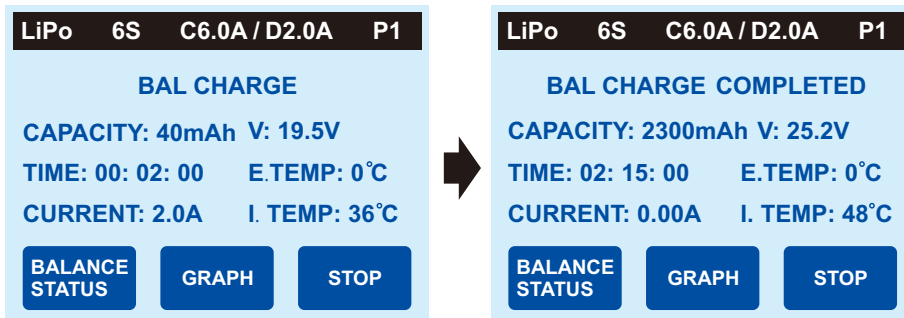 LiPo 6S C6.0A / D2.0A P1
BAL CHARGE
CAPACITY: 40mAh V: 19.5V
TIME: 00: 02: 00 E.TEMP: 0°C
CURRENT: 2.0A I. TEMP: 36°C
BALANCE
STATUS
GRAPH
STOP
LiPo 6S C6.0A / D2.0A P1
BAL CHARGE COMPLETED
CAPACITY: 2300mAh V: 25.2V
TIME: 02: 15: 00 E.TEMP: 0°C
CURRENT: 0.00A I. TEMP: 48°C
BALANCE
STATUS
GRAPH
STOP